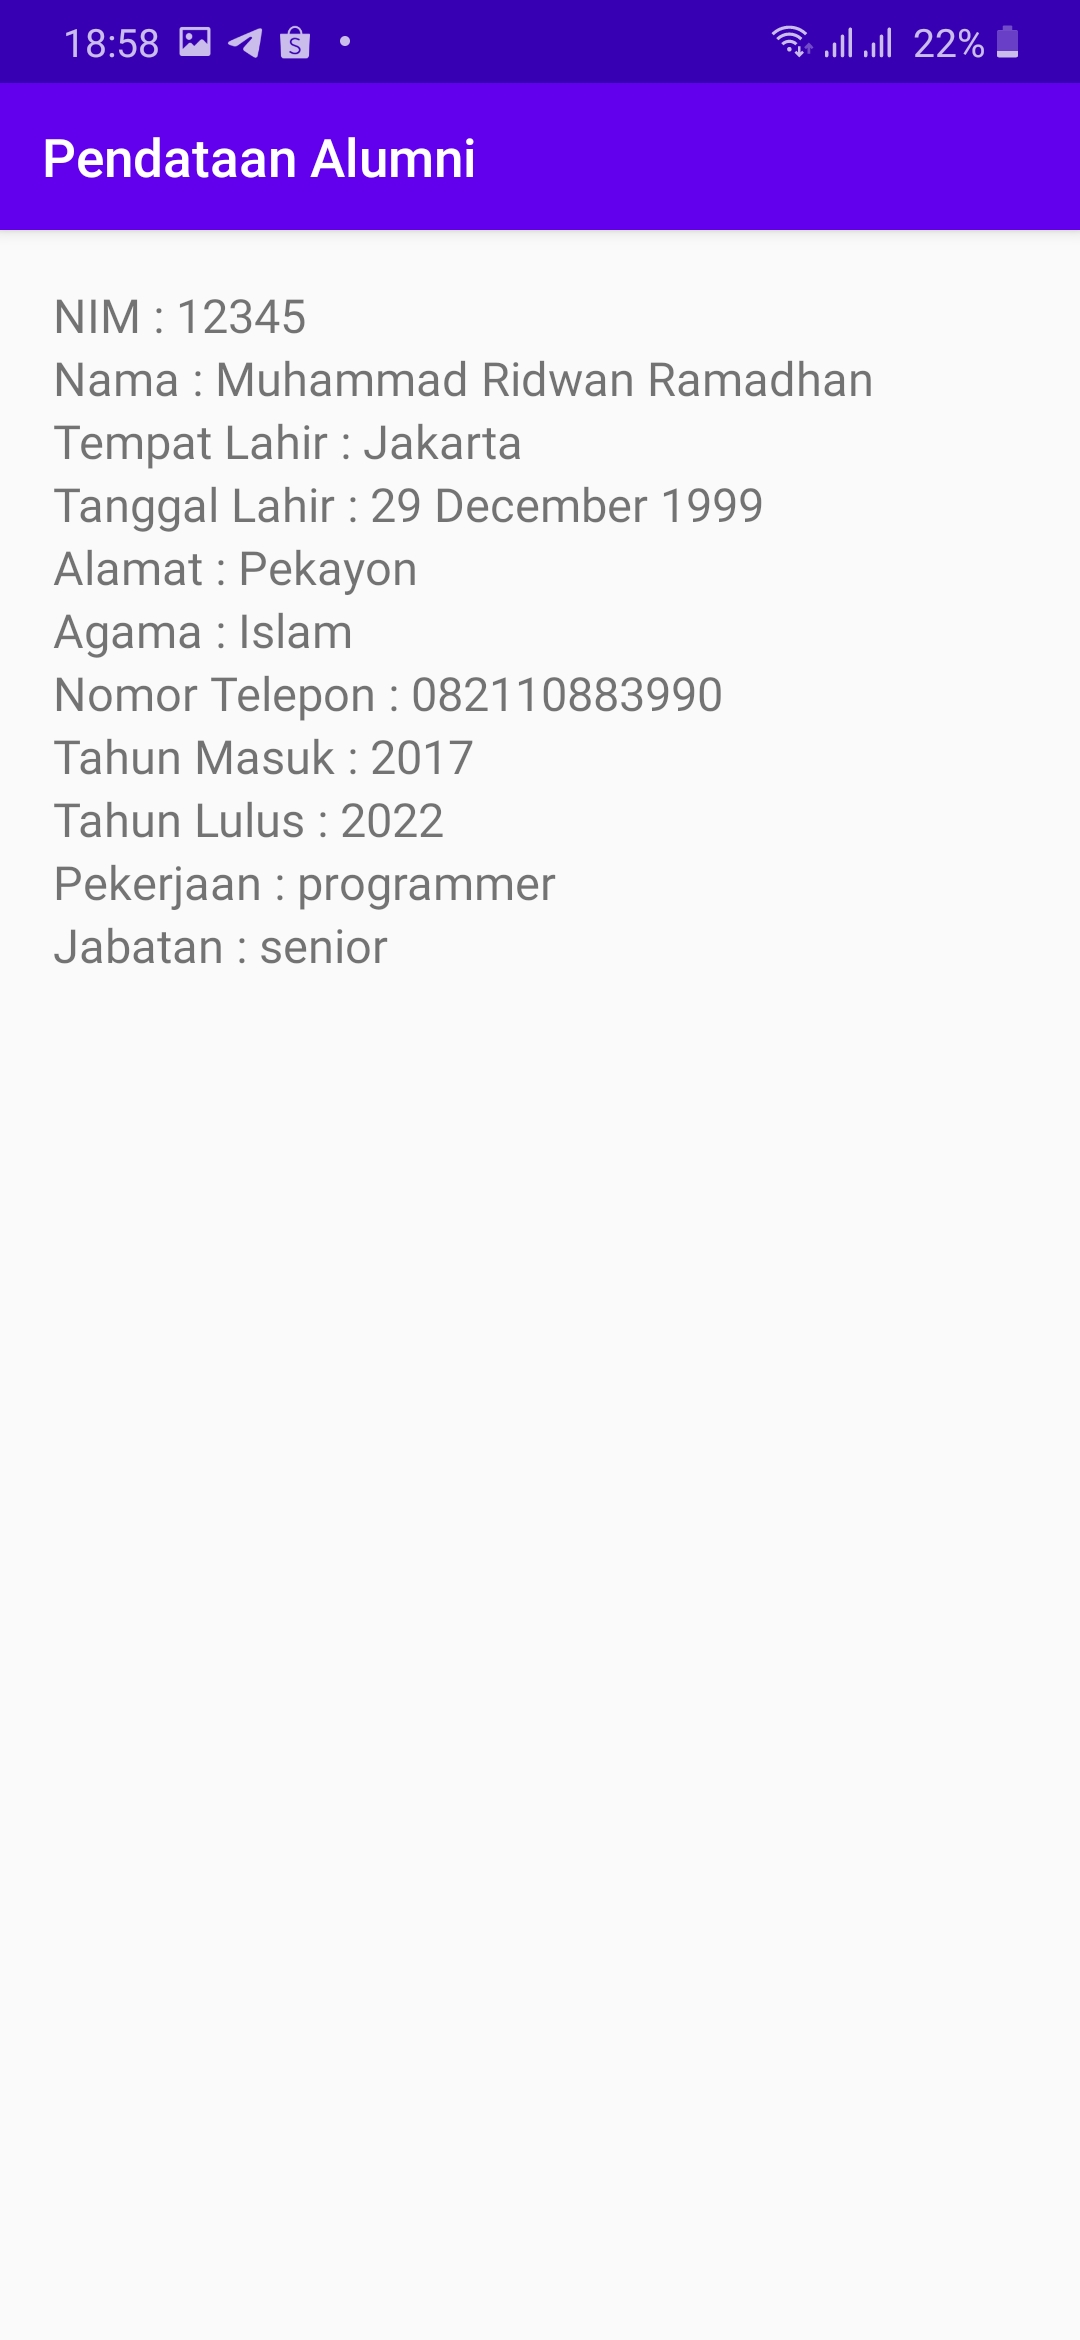 18:58 22%
Pendataan Alumni
NIM : 12345
Nama : Muhammad Ridwan Ramadhan
Tempat Lahir : Jakarta
Tanggal Lahir : 29 December 1999
Alamat : Pekayon
Agama : Islam
Nomor Telepon : 082110883990
Tahun Masuk : 2017
Tahun Lulus : 2022
Pekerjaan : programmer
Jabatan : senior